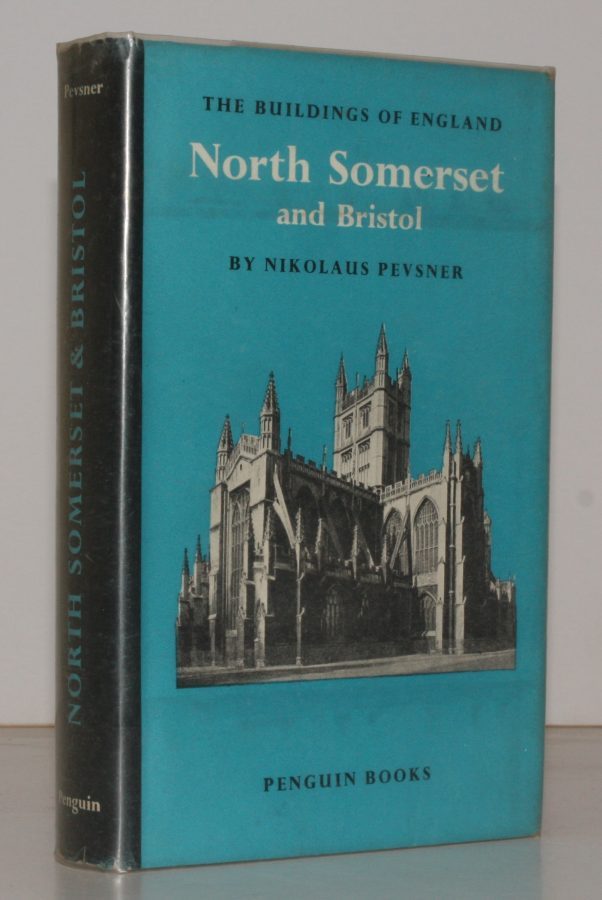 Pevsner
NORTH SOMERSET & BRISTOL
Penguin
THE BUILDINGS OF ENGLAND
North Somerset
and Bristol
BY NIKOLAUS PEVSNER
PENGUIN BOOKS